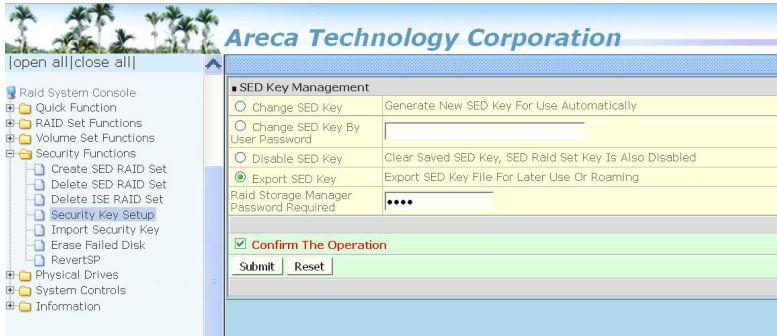 Areca Technology Corporation
|open all|close all|
Raid System Console
Quick Function
RAID Set Functions
Volume Set Functions
Security Functions
Create SED RAID Set
Delete SED RAID Set
Delete ISE RAID Set
Security Key Setup
Import Security Key
Erase Failed Disk
RevertSP
Physical Drives
System Controls
Information
SED Key Management
Change SED Key Generate New SED Key For Use Automatically
Change SED Key By
User Password
Disable SED Key Clear Saved SED Key, SED Raid Set Key Is Also Disabled
Export SED Key Export SED Key File For Later Use Or Roaming
Raid Storage Manager
Password Required ••••
Confirm The Operation
Submit Reset